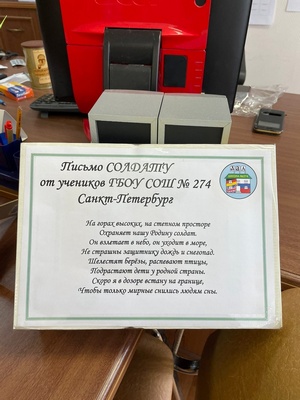 Письмо СОЛДАТУ
от учеников ГБОУ СОШ № 274
Санкт-Петербург
На горах высоких, на степном просторе
Охраняет нашу Родину солдат.
Он взлетает в небо, он уходит в море,
Не страшны защитнику дождь и снегопад.
Шелестят берёзы, распевают птицы,
Подрастают дети у родной страны.
Скоро я в дозоре встану на границе,
Чтобы только мирные снились людям сны.